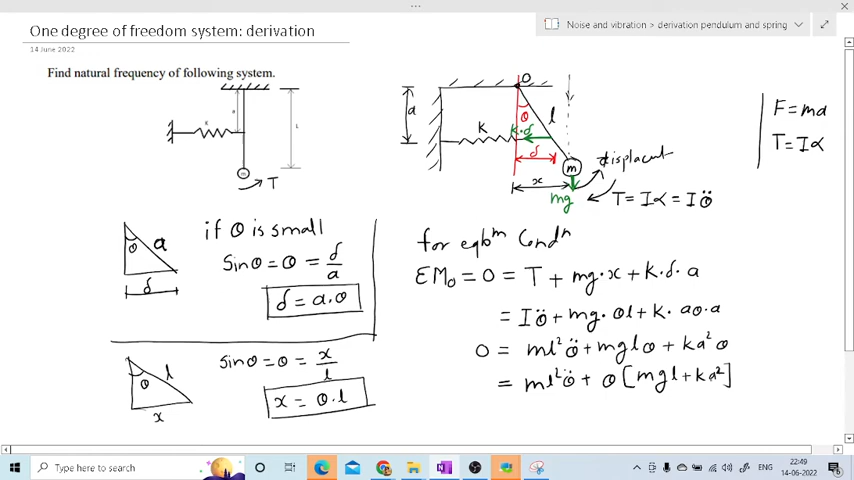 One degree of freedom system: derivation
Noise and vibration > derivation pendulum and spring
14 June 2022
Find natural frequency of following system.
K
a
L
m
T
O
a
θ
l
K
k·δ
δ
m
x
mg
displacmt
T = Iα = Iθ̈
F = ma
T = Iα
θ
a
δ
if θ is small
Sinθ = θ = δ/a
δ = a·θ
θ
l
x
sinθ = θ = x/l
x = θ·l
for eqbᵐ Condⁿ
ΣM₀ = 0 = T + mg·x + k·δ·a
= Iθ̈ + mg·θl + k·aθ·a
0 = ml²θ̈ + mglθ + ka²θ
= ml²θ̈ + θ[mgl + ka²]
Type here to search
ENG
22:49
14-06-2022